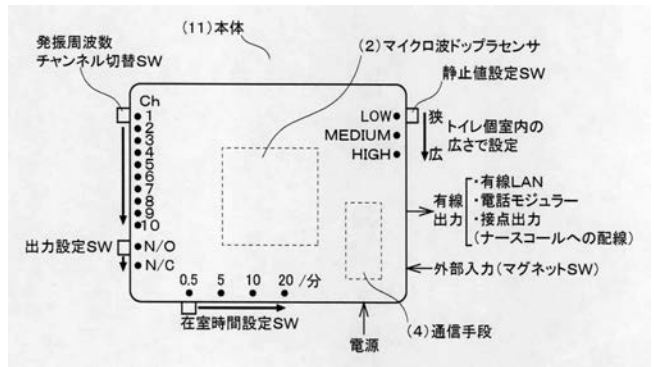 (11)本体
発振周波数
チャンネル切替SW
(2)マイクロ波ドップラセンサ
静止値設定SW
Ch
1
2
3
4
5
6
7
8
9
10
LOW
MEDIUM
HIGH
狭
広
トイレ個室内の
広さで設定
有線
出力
・有線LAN
・電話モジュラー
・接点出力
(ナースコールへの配線)
出力設定SW
N/O
N/C
外部入力(マグネットSW)
0.5 5 10 20 /分
在室時間設定SW
(4)通信手段
電源